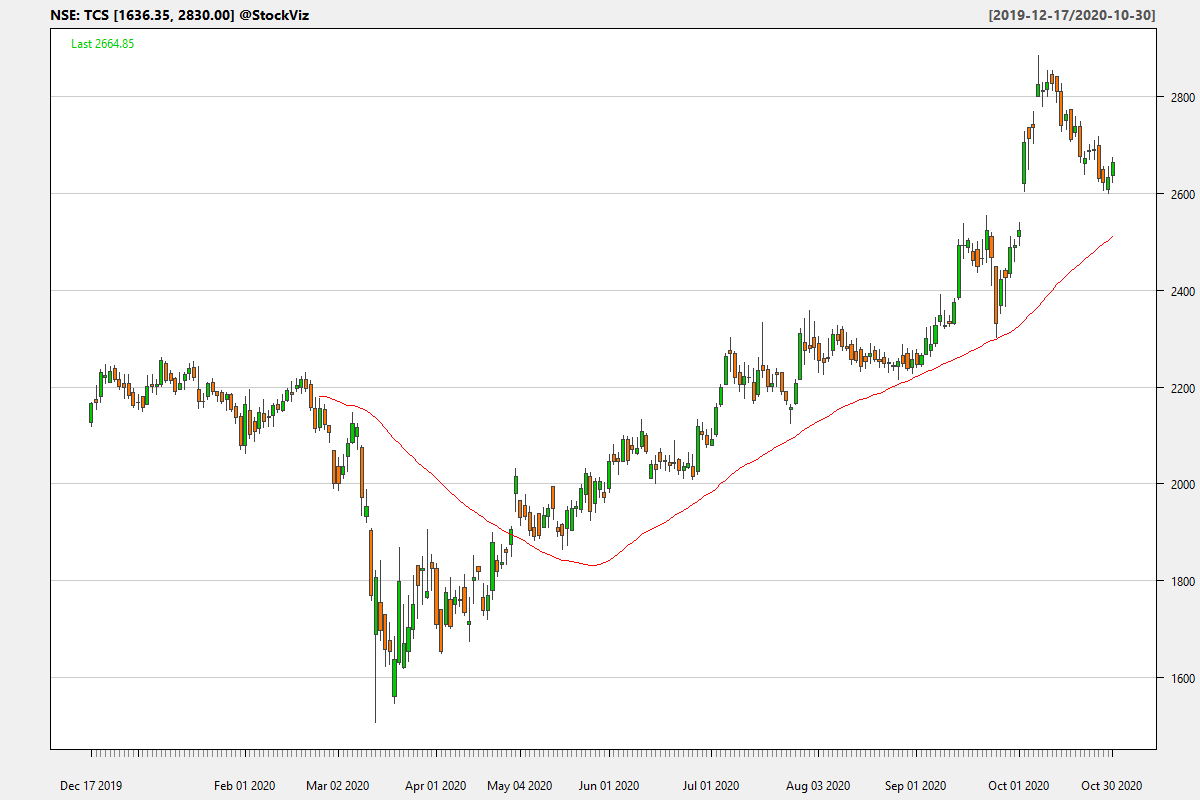 NSE: TCS [1636.35, 2830.00] @StockViz [2019-12-17/2020-10-30]
Last 2664.85
2800
2600
2400
2200
2000
1800
1600
Dec 17 2019 Feb 01 2020 Mar 02 2020 Apr 01 2020 May 04 2020 Jun 01 2020 Jul 01 2020 Aug 03 2020 Sep 01 2020 Oct 01 2020 Oct 30 2020